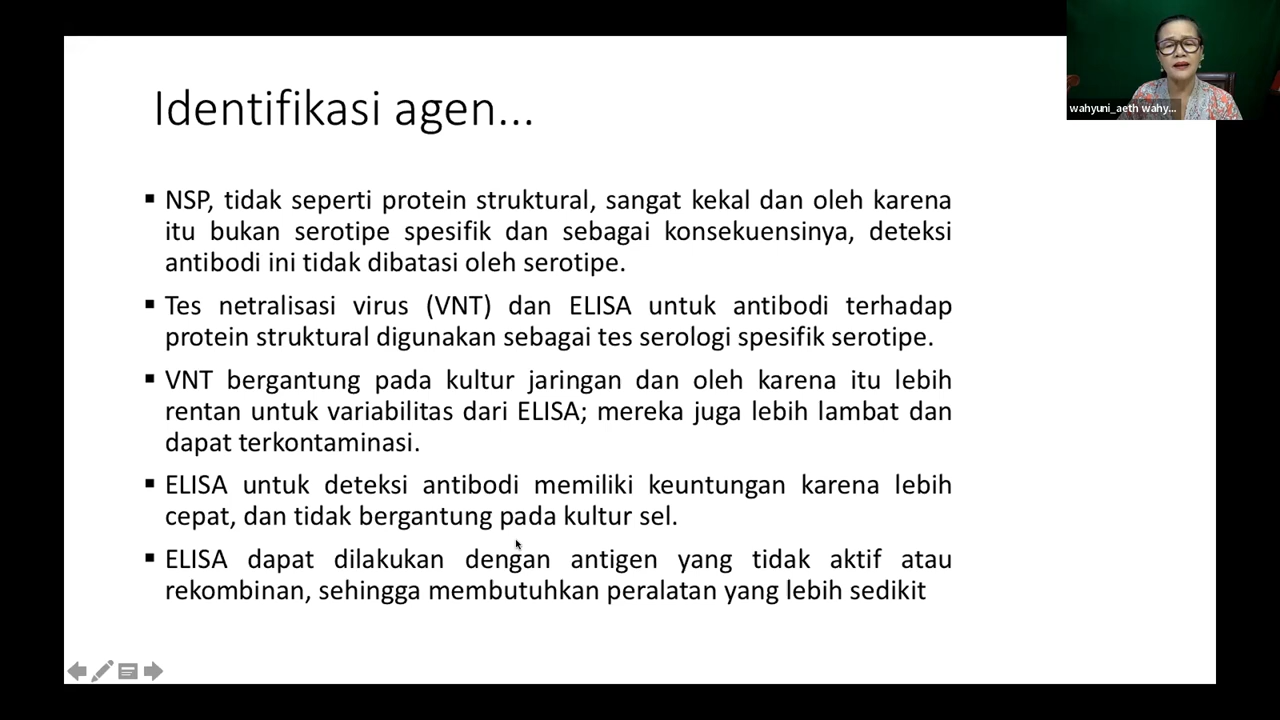 Identifikasi agen...
wahyuni_aeth wahy...
▪ NSP, tidak seperti protein struktural, sangat kekal dan oleh karena
itu bukan serotipe spesifik dan sebagai konsekuensinya, deteksi
antibodi ini tidak dibatasi oleh serotipe.
▪ Tes netralisasi virus (VNT) dan ELISA untuk antibodi terhadap
protein struktural digunakan sebagai tes serologi spesifik serotipe.
▪ VNT bergantung pada kultur jaringan dan oleh karena itu lebih
rentan untuk variabilitas dari ELISA; mereka juga lebih lambat dan
dapat terkontaminasi.
▪ ELISA untuk deteksi antibodi memiliki keuntungan karena lebih
cepat, dan tidak bergantung pada kultur sel.
▪ ELISA dapat dilakukan dengan antigen yang tidak aktif atau
rekombinan, sehingga membutuhkan peralatan yang lebih sedikit